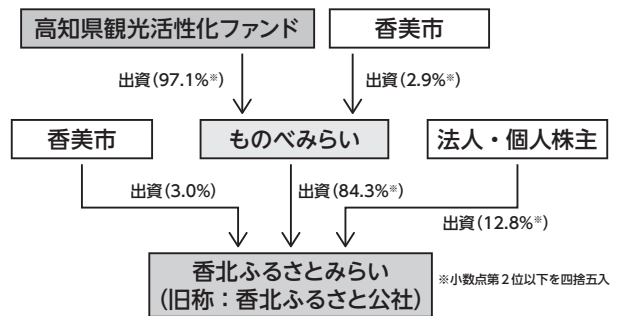 高知県観光活性化ファンド
香美市
出資(97.1%※)
出資(2.9%※)
香美市
ものべみらい
法人・個人株主
出資(3.0%)
出資(84.3%※)
出資(12.8%※)
香北ふるさとみらい
(旧称：香北ふるさと公社)
※小数点第2位以下を四捨五入